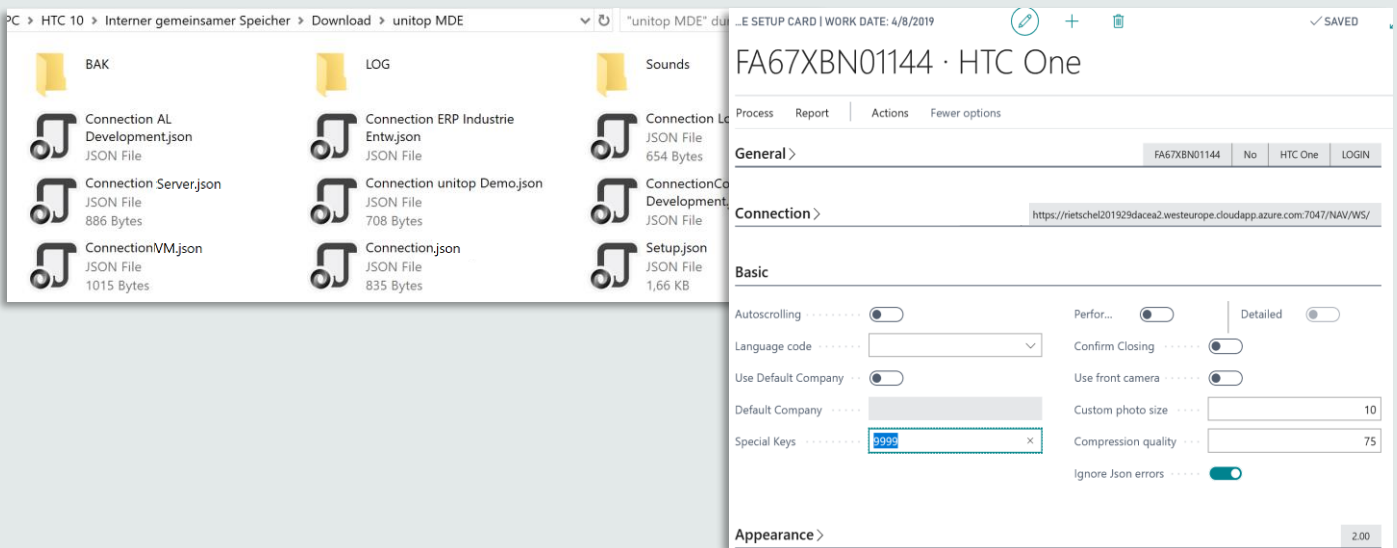 PC > HTC 10 > Interner gemeinsamer Speicher > Download > unitop MDE
"unitop MDE" du
BAK
LOG
Sounds
Connection AL
Development.json
JSON File
Connection ERP Industrie
Entw.json
JSON File
Connection Lo
JSON File
654 Bytes
Connection Server.json
JSON File
886 Bytes
Connection unitop Demo.json
JSON File
708 Bytes
ConnectionCo
Development.
JSON File
ConnectionVM.json
JSON File
1015 Bytes
Connection.json
JSON File
835 Bytes
Setup.json
JSON File
1,66 KB
...E SETUP CARD | WORK DATE: 4/8/2019
SAVED
FA67XBN01144 · HTC One
Process Report Actions Fewer options
General >
FA67XBN01144 No HTC One LOGIN
Connection >
https://rietschel201929dacea2.westeurope.cloudapp.azure.com:7047/NAV/WS/
Basic
Autoscrolling
Perfor... Detailed
Language code
Confirm Closing
Use Default Company
Use front camera
Default Company
Custom photo size 10
Special Keys 9999
Compression quality 75
Ignore Json errors
Appearance >
2.00